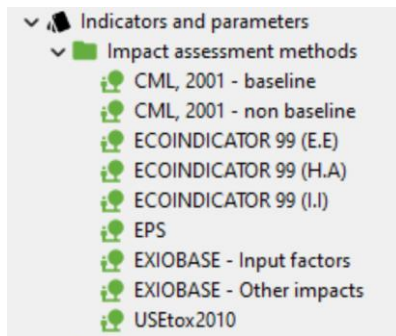 Indicators and parameters
Impact assessment methods
CML, 2001 - baseline
CML, 2001 - non baseline
ECOINDICATOR 99 (E.E)
ECOINDICATOR 99 (H.A)
ECOINDICATOR 99 (I.I)
EPS
EXIOBASE - Input factors
EXIOBASE - Other impacts
USEtox2010